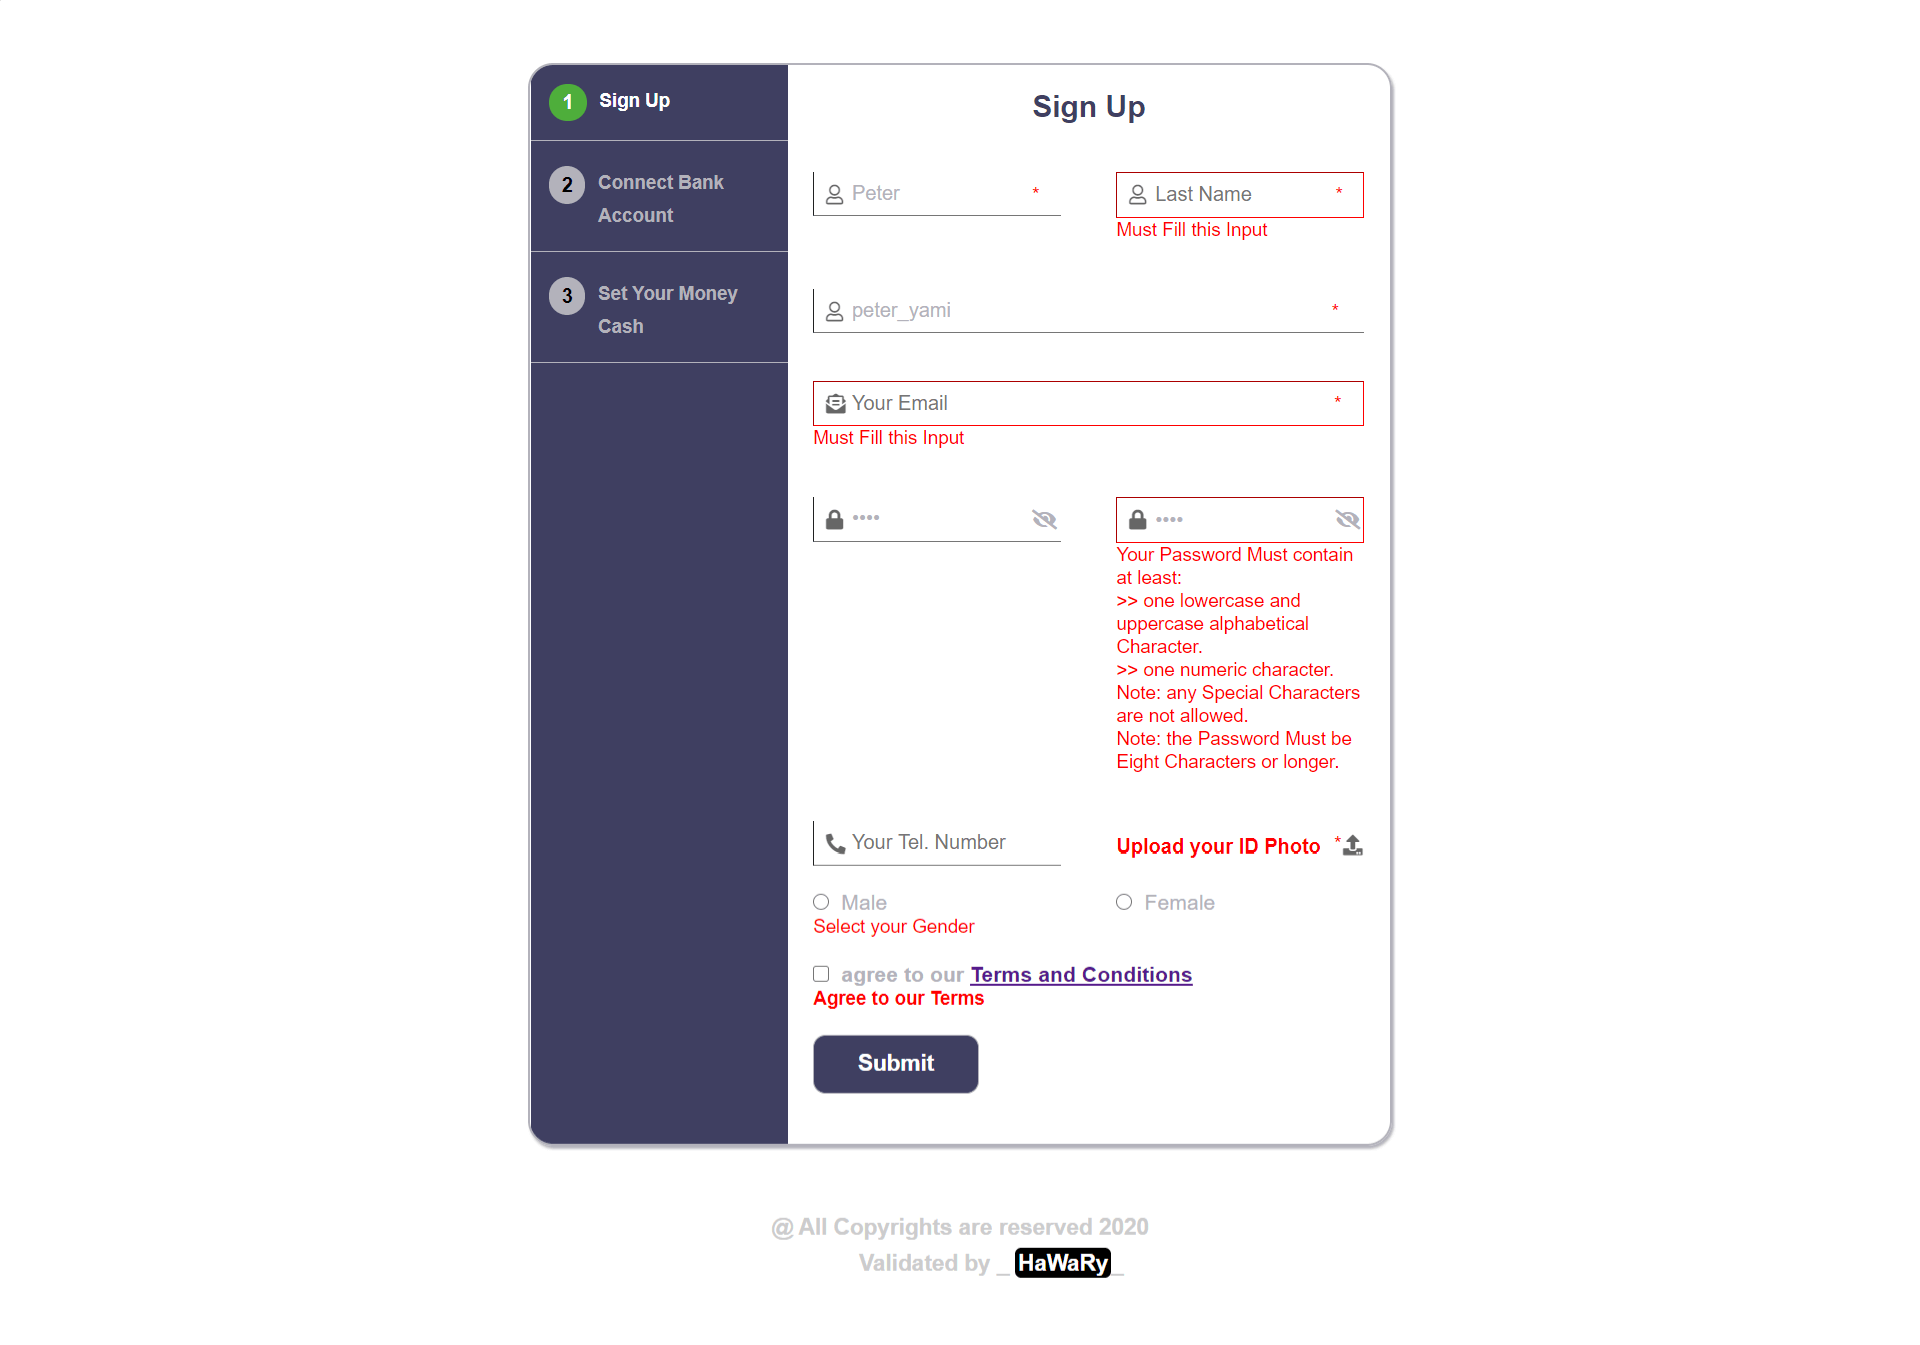 1 Sign Up
2 Connect Bank
Account
3 Set Your Money
Cash
Sign Up
Peter *
Last Name *
Must Fill this Input
peter_yami *
Your Email *
Must Fill this Input
••••
••••
Your Password Must contain
at least:
>> one lowercase and
uppercase alphabetical
Character.
>> one numeric character.
Note: any Special Characters
are not allowed.
Note: the Password Must be
Eight Characters or longer.
Your Tel. Number
Upload your ID Photo *
Male
Female
Select your Gender
agree to our Terms and Conditions
Agree to our Terms
Submit
@ All Copyrights are reserved 2020
Validated by _ HaWaRy_